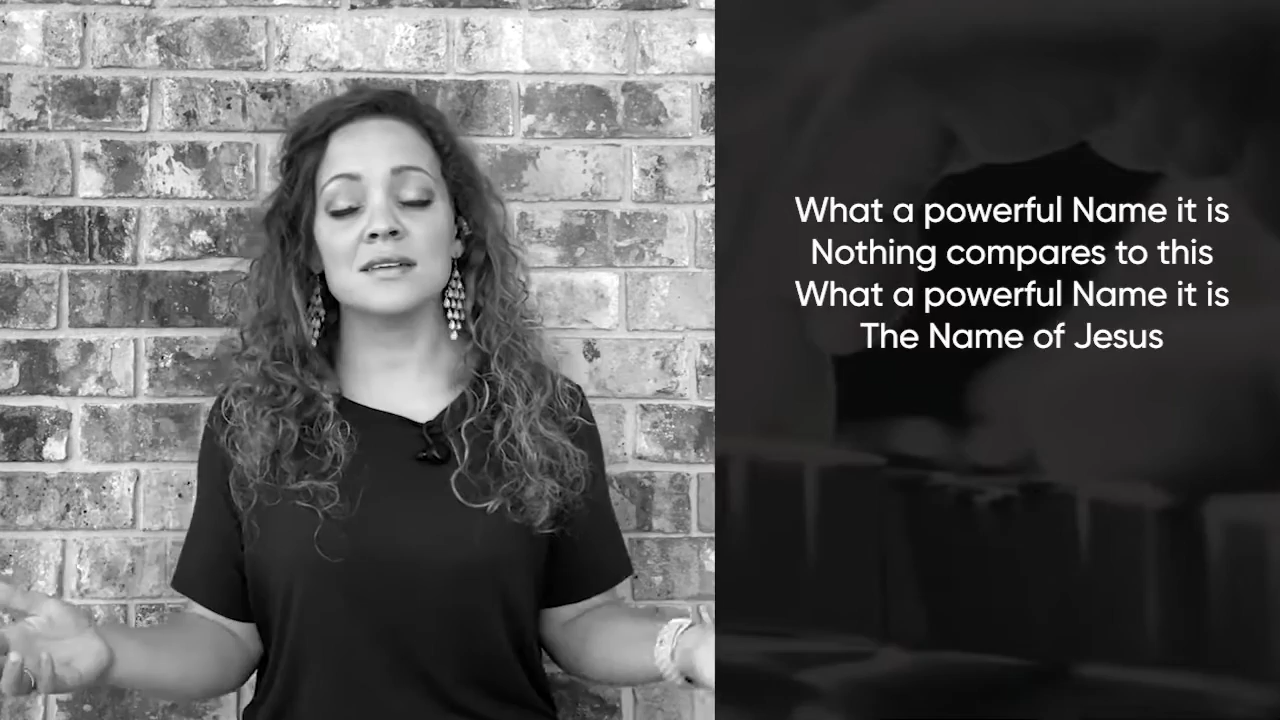 What a powerful Name it is
Nothing compares to this
What a powerful Name it is
The Name of Jesus